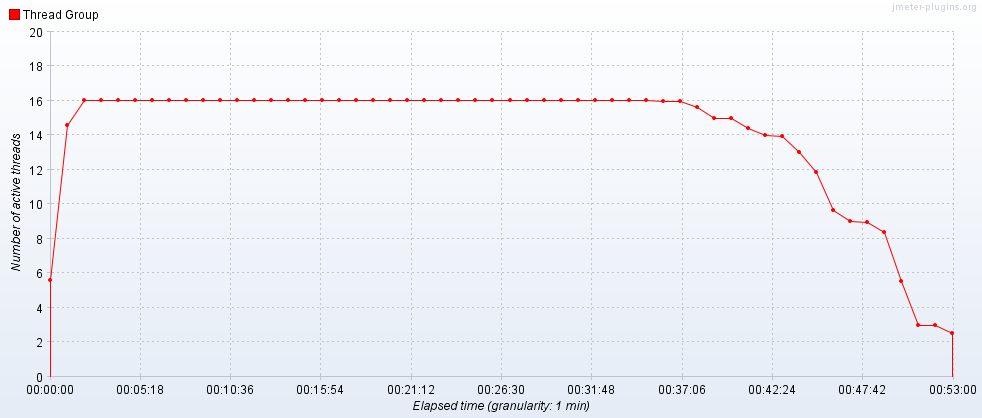 jmeter-plugins.org
Thread Group
20
18
16
14
12
10
8
6
4
2
0
Number of active threads
00:00:00 00:05:18 00:10:36 00:15:54 00:21:12 00:26:30 00:31:48 00:37:06 00:42:24 00:47:42 00:53:00
Elapsed time (granularity: 1 min)